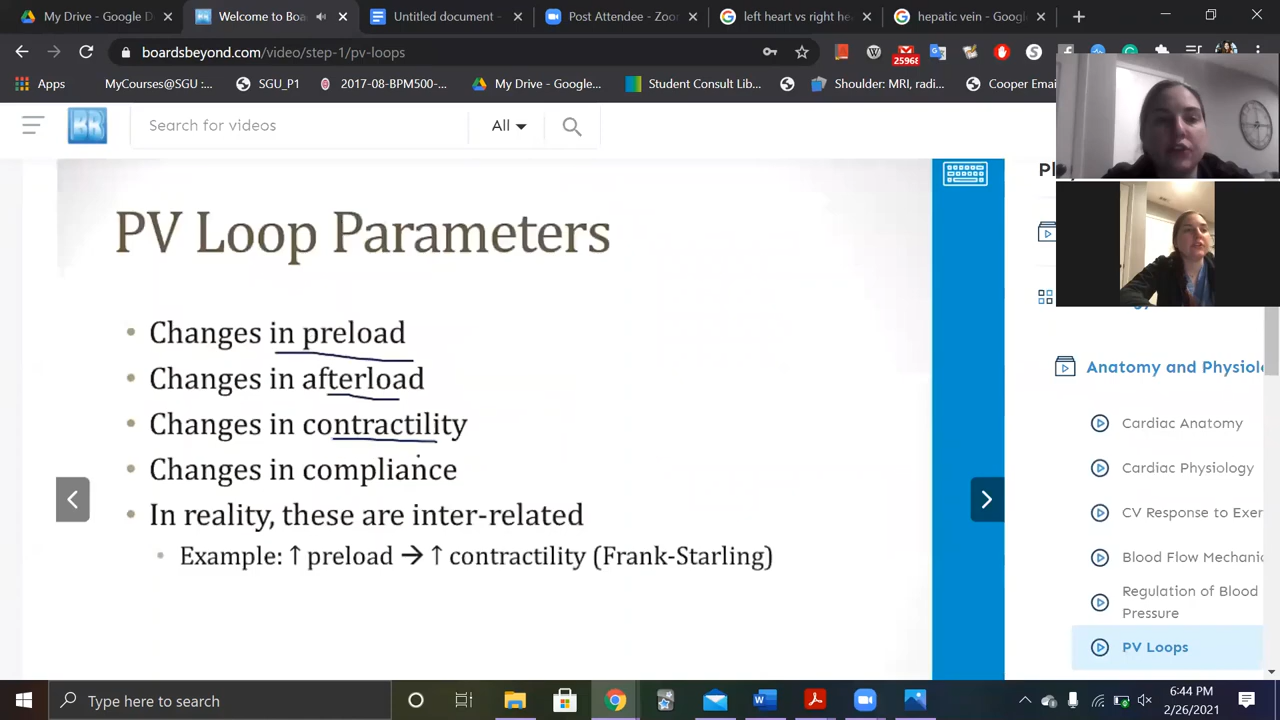 My Drive - Google D
Welcome to Boa
Untitled document -
Post Attendee - Zoo
left heart vs right he
hepatic vein - Googl
boardsbeyond.com/video/step-1/pv-loops
25968
Apps
MyCourses@SGU :...
SGU_P1
2017-08-BPM500-...
My Drive - Google...
Student Consult Lib...
Shoulder: MRI, radi...
Cooper Email
BB
Search for videos
All
PV Loop Parameters
• Changes in preload
• Changes in afterload
• Changes in contractility
• Changes in compliance
• In reality, these are inter-related
• Example: ↑ preload → ↑ contractility (Frank-Starling)
Anatomy and Physiol
Cardiac Anatomy
Cardiac Physiology
CV Response to Exer
Blood Flow Mechani
Regulation of Blood
Pressure
PV Loops
Type here to search
6:44 PM
2/26/2021